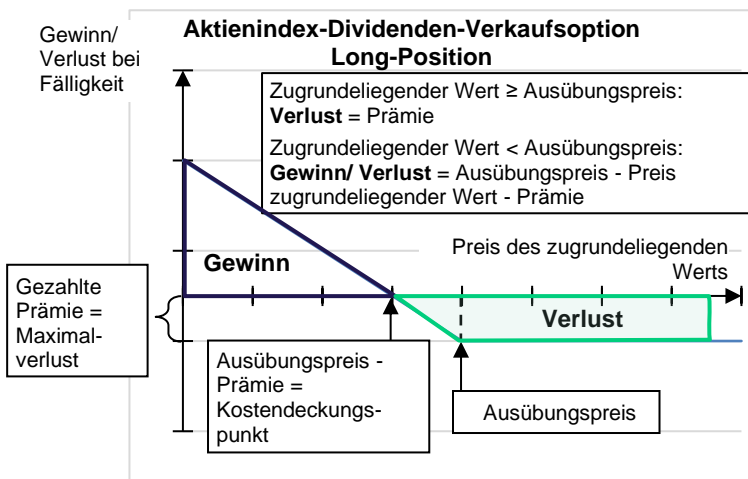 Aktienindex-Dividenden-Verkaufsoption
Long-Position
Gewinn/
Verlust bei
Fälligkeit
Zugrundeliegender Wert ≥ Ausübungspreis:
Verlust = Prämie
Zugrundeliegender Wert < Ausübungspreis:
Gewinn/ Verlust = Ausübungspreis - Preis
zugrundeliegender Wert - Prämie
Preis des zugrundeliegenden
Werts
Gewinn
Verlust
Gezahlte
Prämie =
Maximal-
verlust
Ausübungspreis -
Prämie =
Kostendeckungs-
punkt
Ausübungspreis